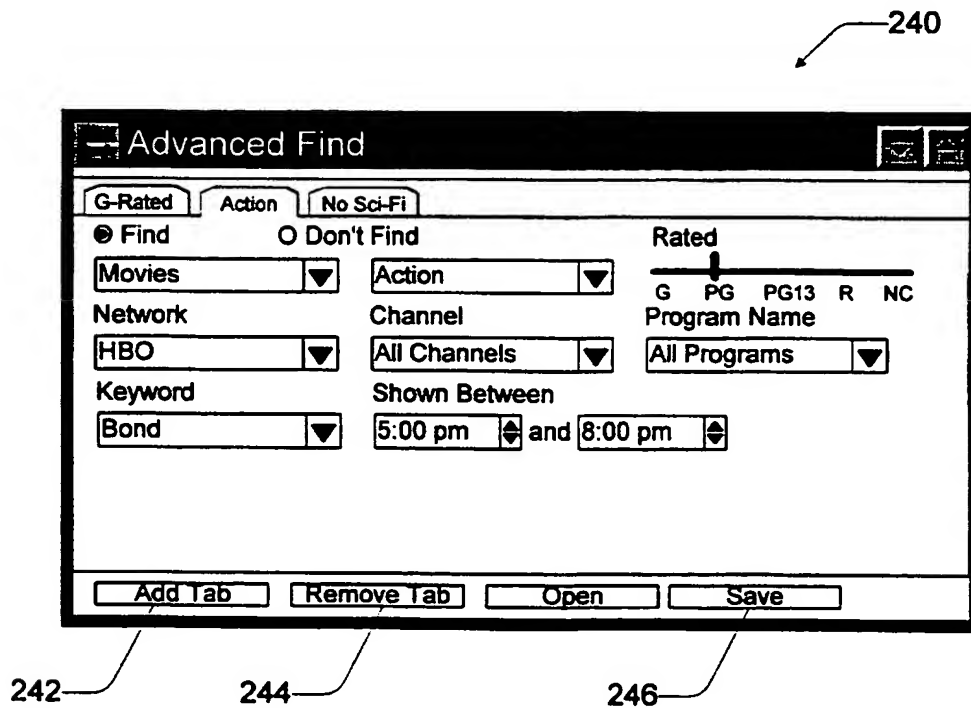 240
Advanced Find
G-Rated Action No Sci-Fi
Find Don't Find Rated
Movies Action
G PG PG13 R NC
Network Channel Program Name
HBO All Channels All Programs
Keyword Shown Between
Bond 5:00 pm and 8:00 pm
Add Tab Remove Tab Open Save
242 244 246